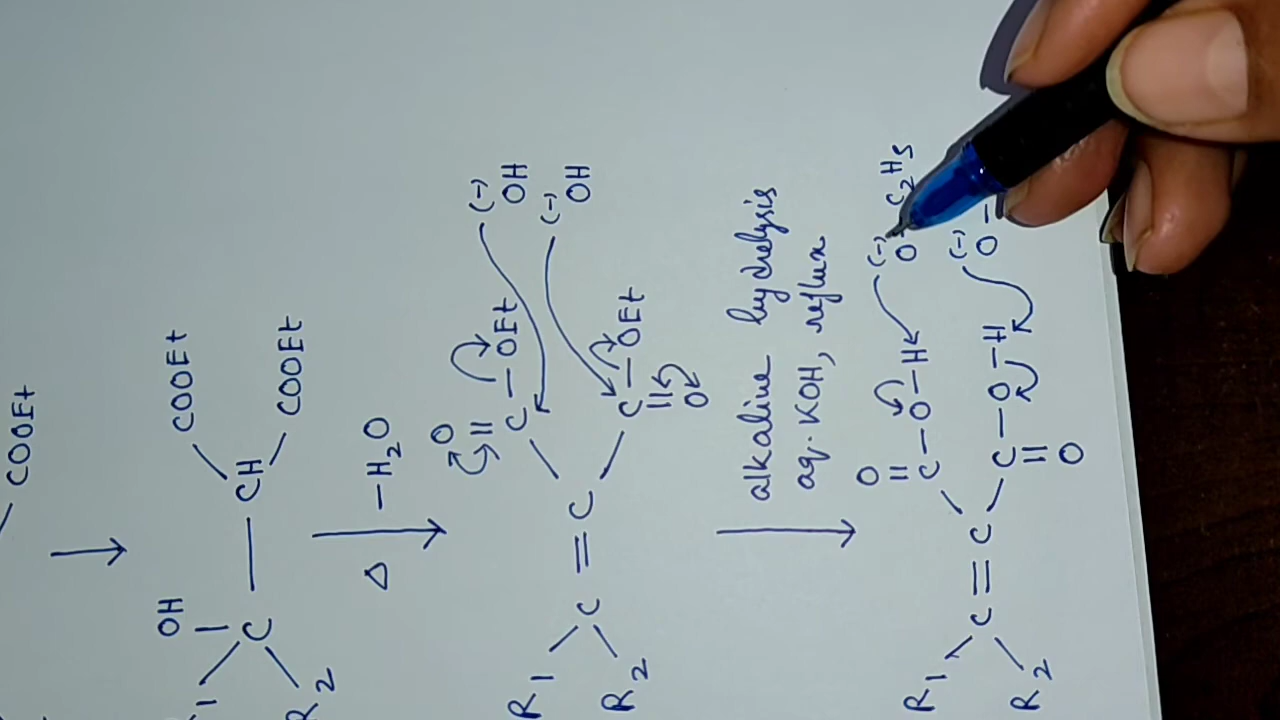 COOEt
OH
C — CH
COOEt
COOEt
R2
Δ
-H2O
O (-) OH
C - OEt (-) OH
R1
C = C
R2
C - OEt
O
alkaline hydrolysis
aq. KOH, reflux
O (-)
C - O - H O - C2H5
R1
C = C (-)
R2
C - O - H O -
O